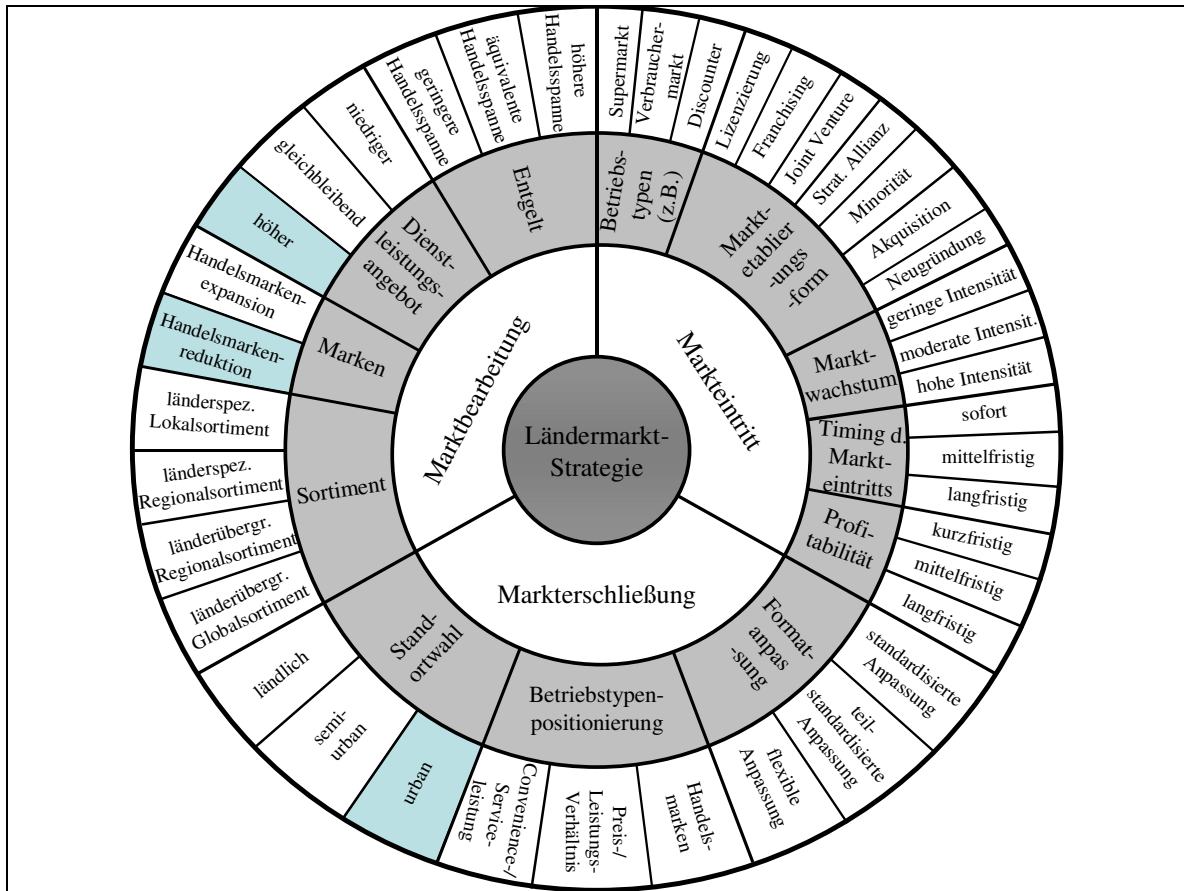 Ländermarkt-
Strategie
Markteintritt
Markterschließung
Marktbearbeitung
Betriebs-
typen
(z.B.)
Markt-
etablier
-ungs
-form
Markt-
wachstum
Timing d.
Markt-
eintritts
Profi-
tabilität
Format-
anpas
-sung
Betriebstypen-
positionierung
Stand-
ortwahl
Sortiment
Marken
Dienst-
leistungs-
angebot
Entgelt
Supermarkt
Verbraucher-
markt
Discounter
Lizenzierung
Franchising
Joint Venture
Strat. Allianz
Minorität
Akquisition
Neugründung
geringe Intensität
moderate Intensit.
hohe Intensität
sofort
mittelfristig
langfristig
kurzfristig
mittelfristig
langfristig
standardisierte
Anpassung
teil-
standardisierte
Anpassung
flexible
Anpassung
Handels-
marken
Preis-/
Leistungs-
Verhältnis
Convenience-/
Service-
leistung
urban
semi-
urban
ländlich
länderübergr.
Globalsortiment
länderübergr.
Regionalsortiment
länderspez.
Regionalsortiment
länderspez.
Lokalsortiment
Handelsmarken-
reduktion
Handelsmarken-
expansion
höher
gleichbleibend
niedriger
geringere
Handelsspanne
äquivalente
Handelsspanne
höhere
Handelsspanne